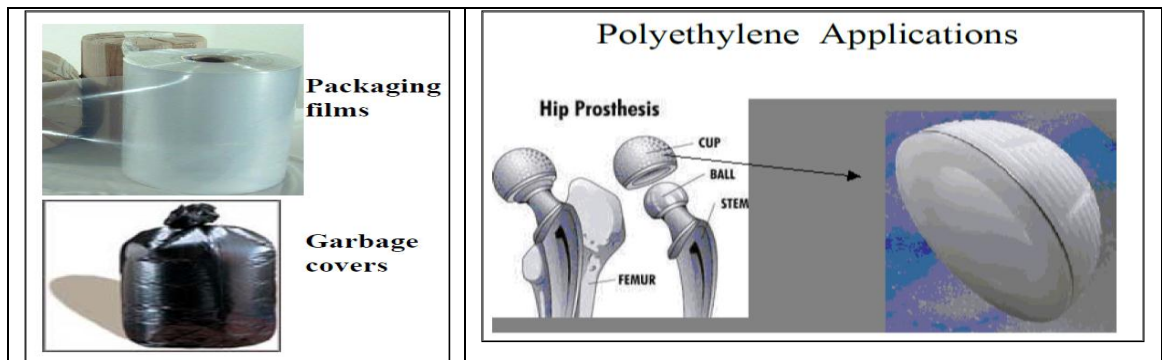 Packaging
films
Garbage
covers
Polyethylene Applications
Hip Prosthesis
CUP
BALL
STEM
FEMUR